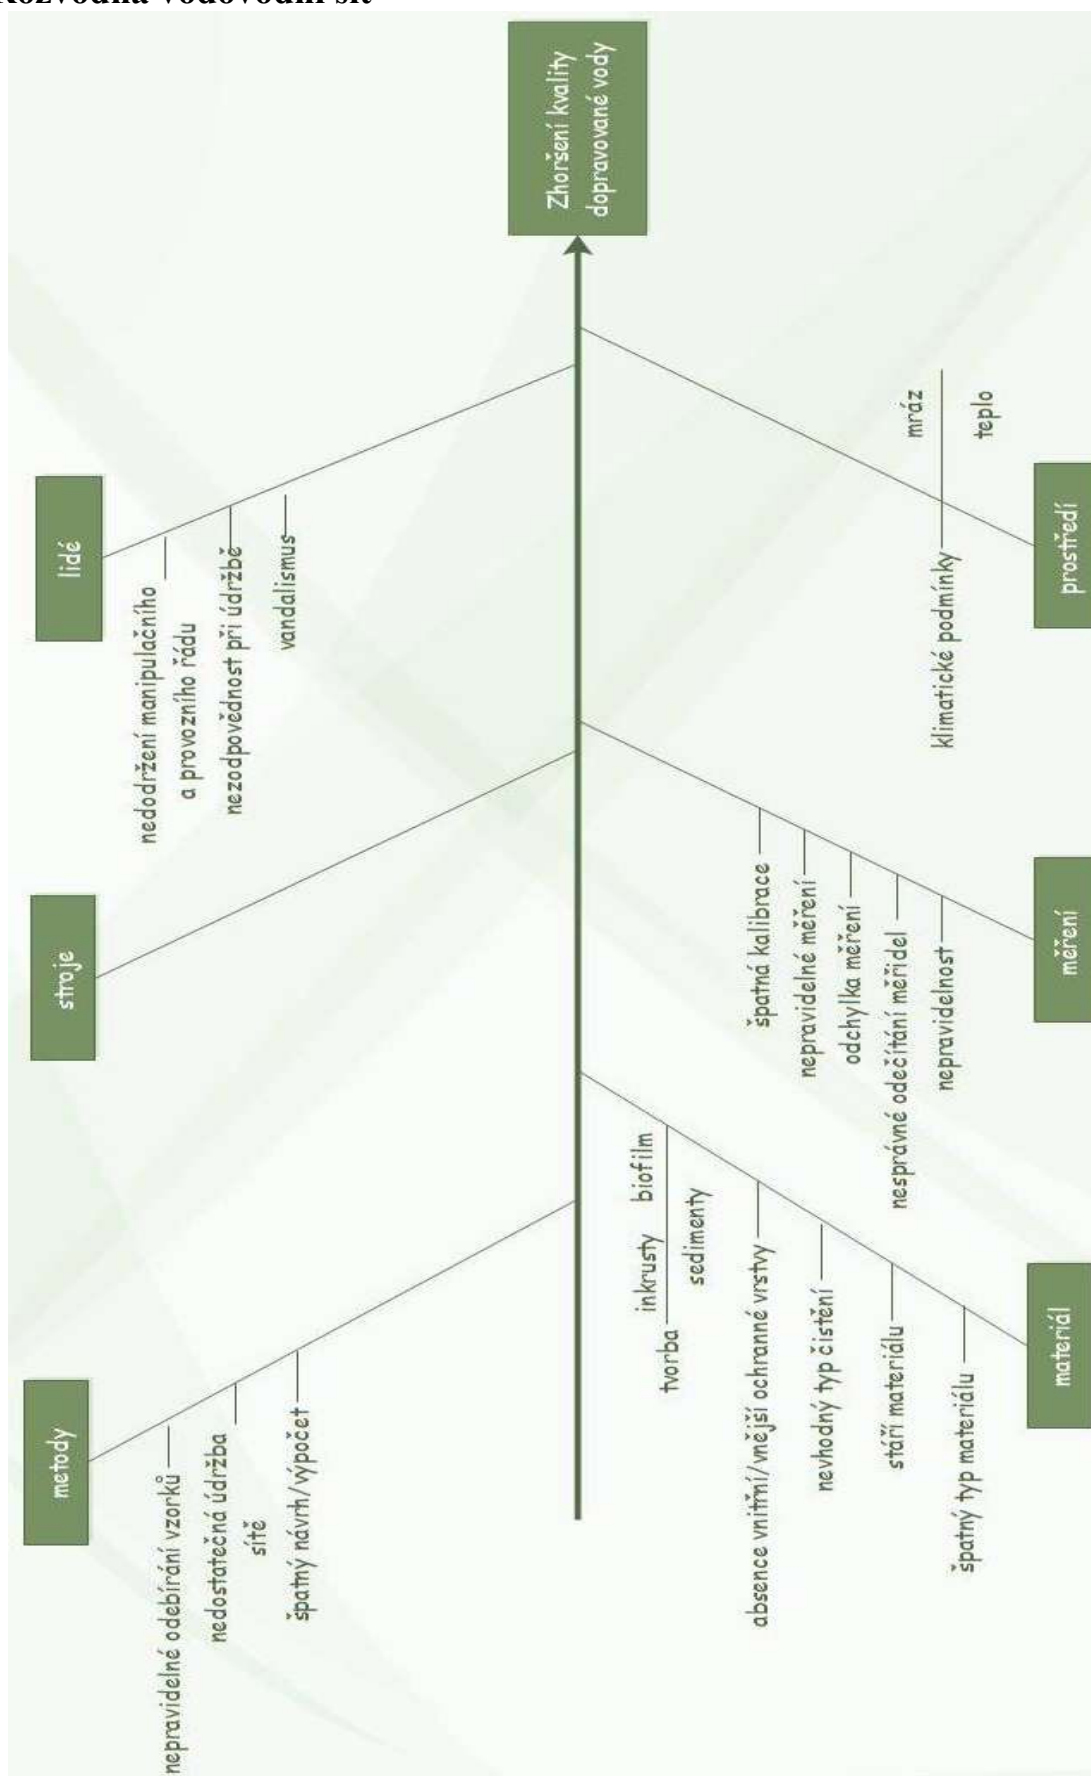 Rozvodná vodovodní síť
metody
nepravidelné odebírání vzorků
nedostatečná údržba
sítě
špatný návrh/výpočet
stroje
lidé
nedodržení manipulačního
a provozního řádu
nezodpovědnost při údržbě
vandalismus
Zhoršení kvality
dopravované vody
tvorba
inkrusty biofilm
sedimenty
absence vnitřní/vnější ochranné vrstvy
nevhodný typ čistění
stáří materiálu
špatný typ materiálu
materiál
špatná kalibrace
nepravidelné měření
odchylka měření
nesprávné odečítání měřidel
nepravidelnost
měření
mráz
teplo
klimatické podmínky
prostředí